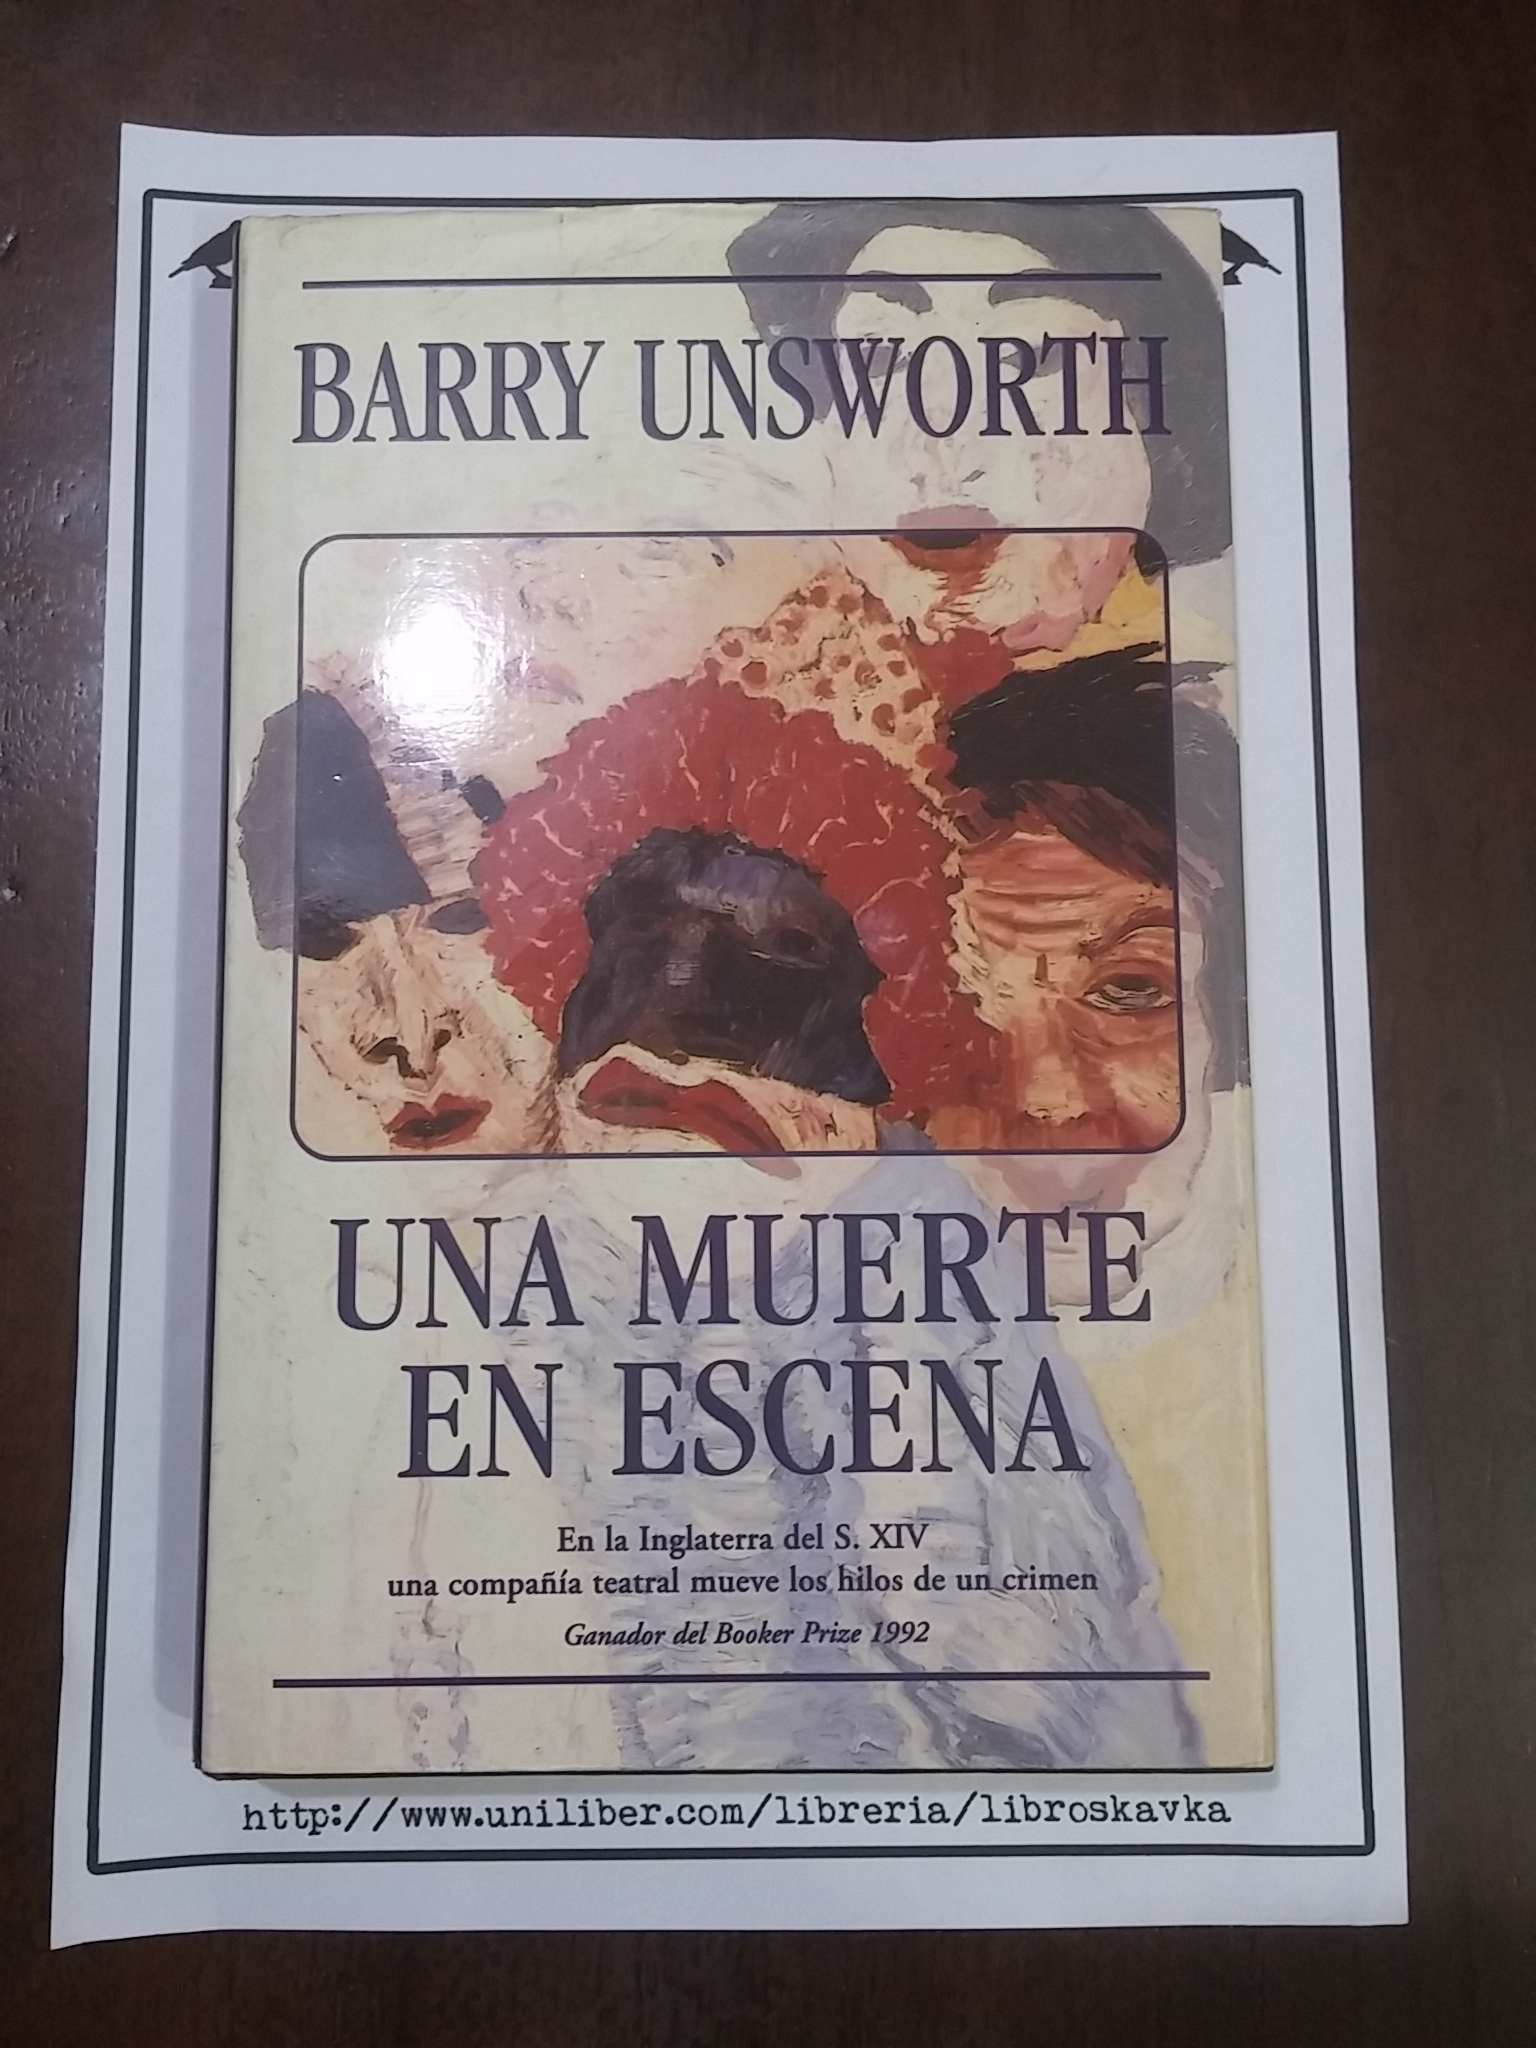 BARRY UNSWORTH
UNA MUERTE
EN ESCENA
En la Inglaterra del S. XIV
una compañía teatral mueve los hilos de un crimen
Ganador del Booker Prize 1992
http://www.uniliber.com/libreria/libroskavka